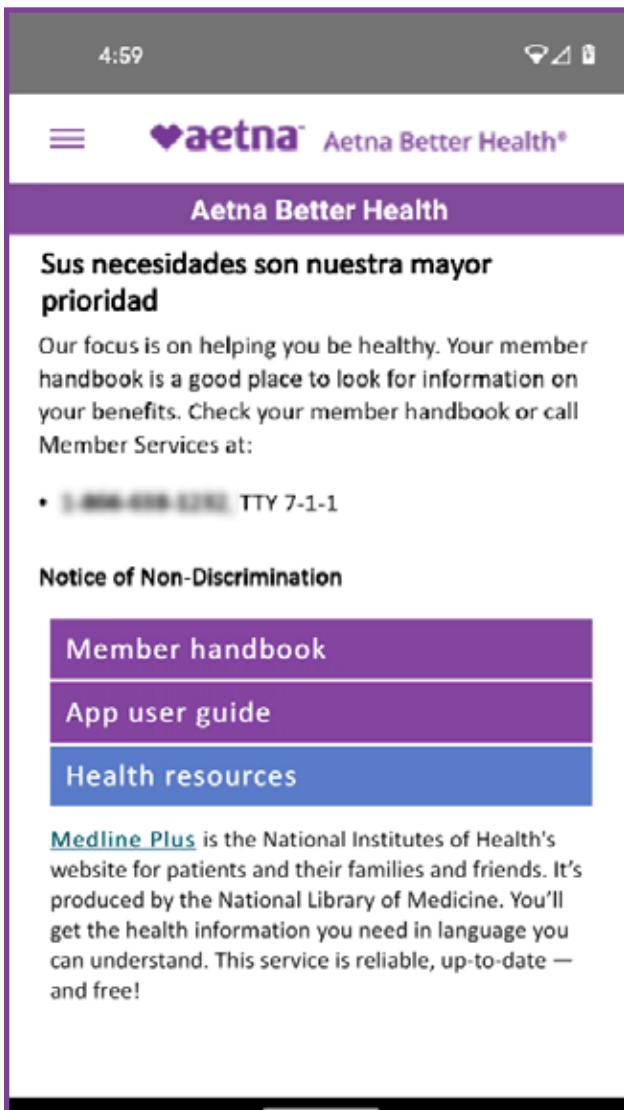 4:59
aetna™ Aetna Better Health®
Aetna Better Health
Sus necesidades son nuestra mayor
prioridad
Our focus is on helping you be healthy. Your member
handbook is a good place to look for information on
your benefits. Check your member handbook or call
Member Services at:
• TTY 7-1-1
Notice of Non-Discrimination
Member handbook
App user guide
Health resources
Medline Plus is the National Institutes of Health's
website for patients and their families and friends. It's
produced by the National Library of Medicine. You'll
get the health information you need in language you
can understand. This service is reliable, up-to-date —
and free!